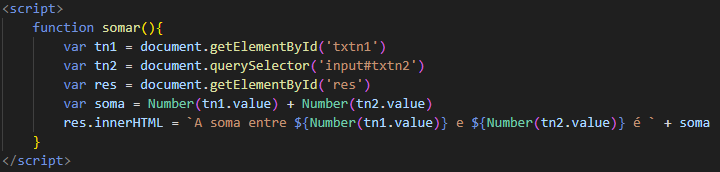 <script>
function somar(){
var tn1 = document.getElementById('txtn1')
var tn2 = document.querySelector('input#txtn2')
var res = document.getElementById('res')
var soma = Number(tn1.value) + Number(tn2.value)
res.innerHTML = `A soma entre ${Number(tn1.value)} e ${Number(tn2.value)} é ` + soma
}
</script>